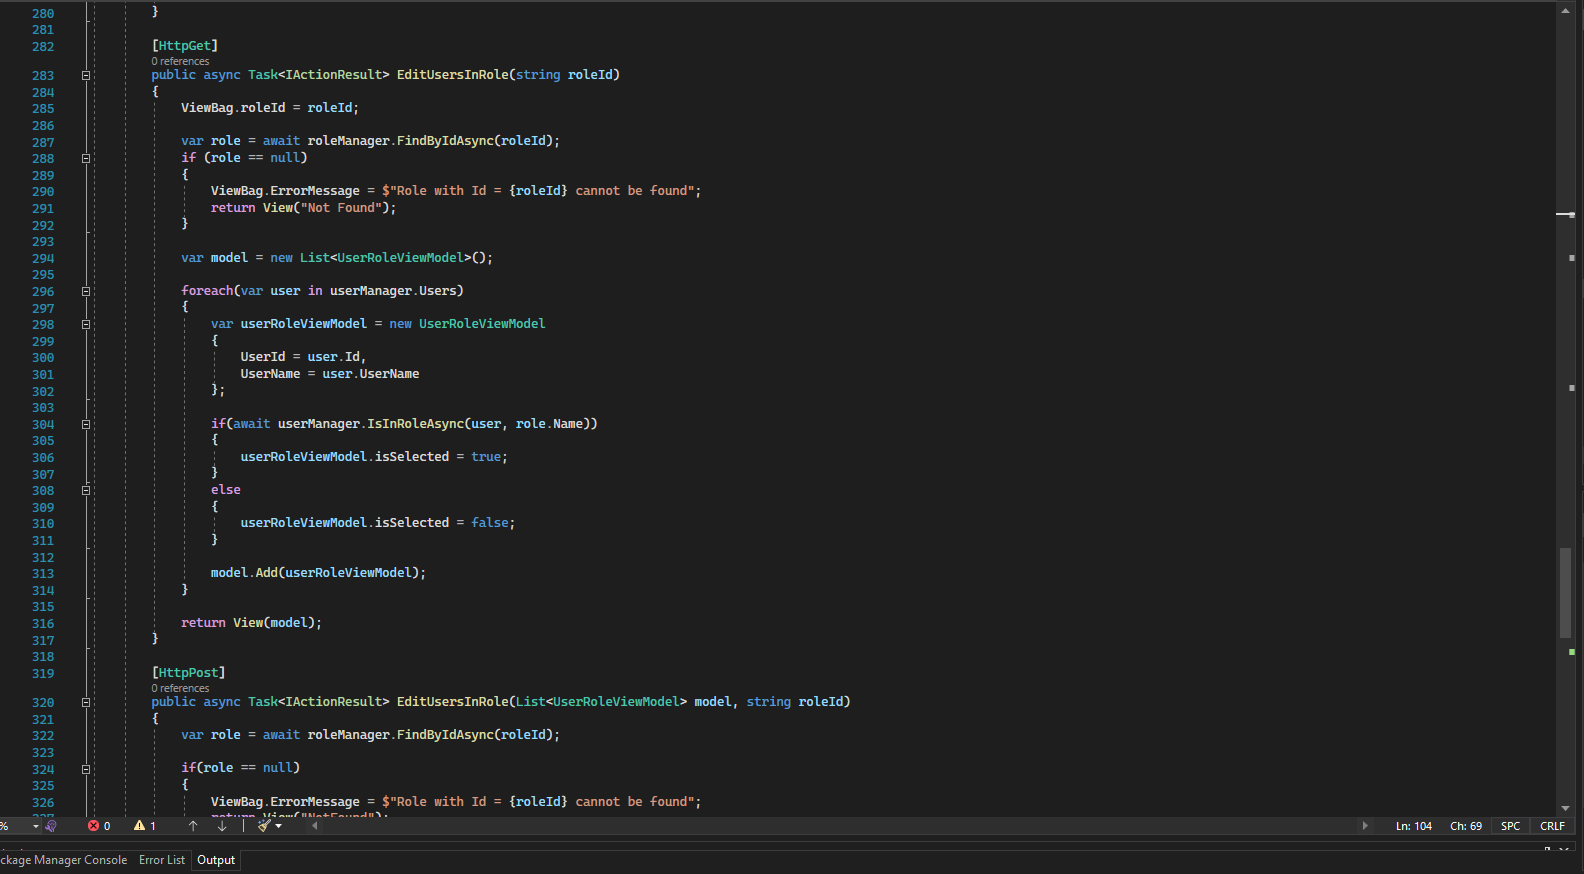 280 }
281
282 [HttpGet]
0 references
283 public async Task<IActionResult> EditUsersInRole(string roleId)
284 {
285 ViewBag.roleId = roleId;
286
287 var role = await roleManager.FindByIdAsync(roleId);
288 if (role == null)
289 {
290 ViewBag.ErrorMessage = $"Role with Id = {roleId} cannot be found";
291 return View("Not Found");
292 }
293
294 var model = new List<UserRoleViewModel>();
295
296 foreach(var user in userManager.Users)
297 {
298 var userRoleViewModel = new UserRoleViewModel
299 {
300 UserId = user.Id,
301 UserName = user.UserName
302 };
303
304 if(await userManager.IsInRoleAsync(user, role.Name))
305 {
306 userRoleViewModel.isSelected = true;
307 }
308 else
309 {
310 userRoleViewModel.isSelected = false;
311 }
312
313 model.Add(userRoleViewModel);
314 }
315
316 return View(model);
317 }
318
319 [HttpPost]
0 references
320 public async Task<IActionResult> EditUsersInRole(List<UserRoleViewModel> model, string roleId)
321 {
322 var role = await roleManager.FindByIdAsync(roleId);
323
324 if(role == null)
325 {
326 ViewBag.ErrorMessage = $"Role with Id = {roleId} cannot be found";
327 return View("NotFound");
% 0 1 Ln: 104 Ch: 69 SPC CRLF
ckage Manager Console Error List Output